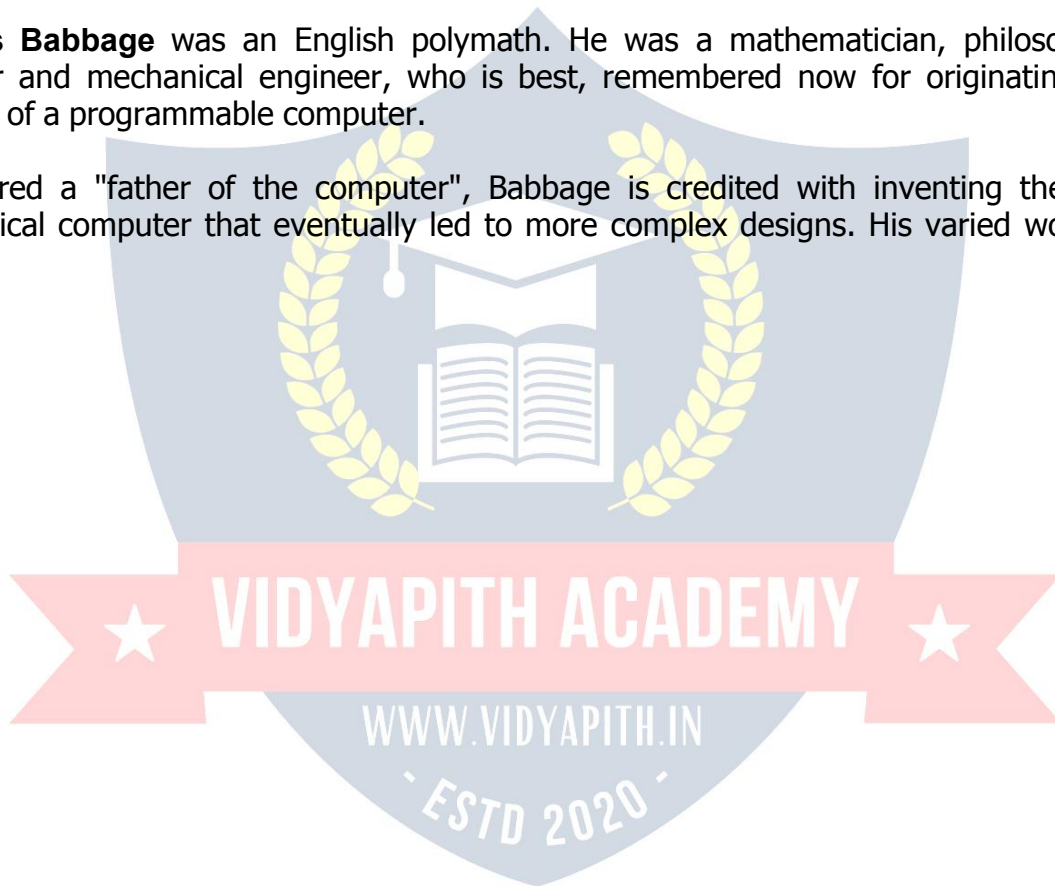 s Babbage was an English polymath. He was a mathematician, philoso
r and mechanical engineer, who is best, remembered now for originatin
of a programmable computer.
red a "father of the computer", Babbage is credited with inventing the
ical computer that eventually led to more complex designs. His varied wo
VIDYAPITH ACADEMY
WWW.VIDYAPITH.IN
- ESTD 2020 -